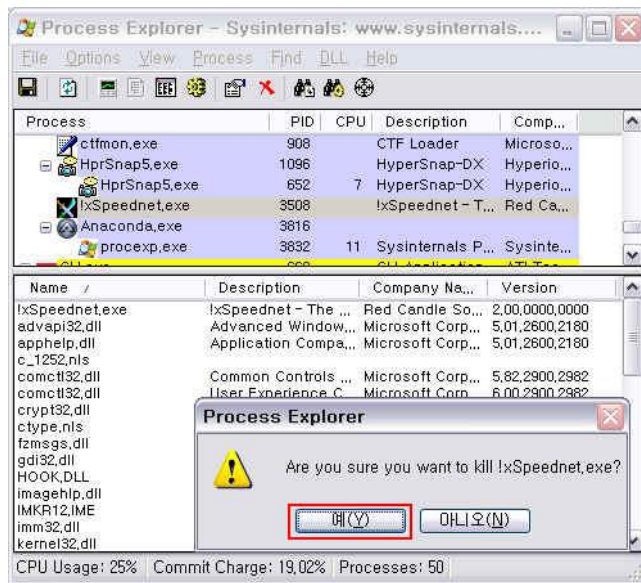 Process Explorer - Sysinternals: www.sysinternals....
File Options View Process Find DLL Help
Process PID CPU Description Comp...
ctfmon,exe 908 CTF Loader Microso...
HprSnap5,exe 1096 HyperSnap-DX Hyperio...
HprSnap5,exe 652 7 HyperSnap-DX Hyperio...
!xSpeednet,exe 3508 !xSpeednet - T... Red Ca...
Anaconda,exe 3816
procexp,exe 3832 11 Sysinternals P... Sysinte...
Name / Description Company Na... Version
!xSpeednet,exe !xSpeednet - The ... Red Candle So... 2,00,0000,0000
advapi32,dll Advanced Window... Microsoft Corp... 5,01,2600,2180
apphelp,dll Application Compa... Microsoft Corp... 5,01,2600,2180
c_1252,nls
comctl32,dll Common Controls ... Microsoft Corp... 5,82,2900,2982
comctl32,dll User Experience C... Microsoft Corp... 6,00,2900,2982
crypt32,dll
ctype,nls
fzmsgs,dll
gdi32,dll
HOOK,DLL
imagehlp,dll
IMKR12,IME
imm32,dll
kernel32,dll
Process Explorer
Are you sure you want to kill !xSpeednet,exe?
예(Y) 아니오(N)
CPU Usage: 25% Commit Charge: 19,02% Processes: 50